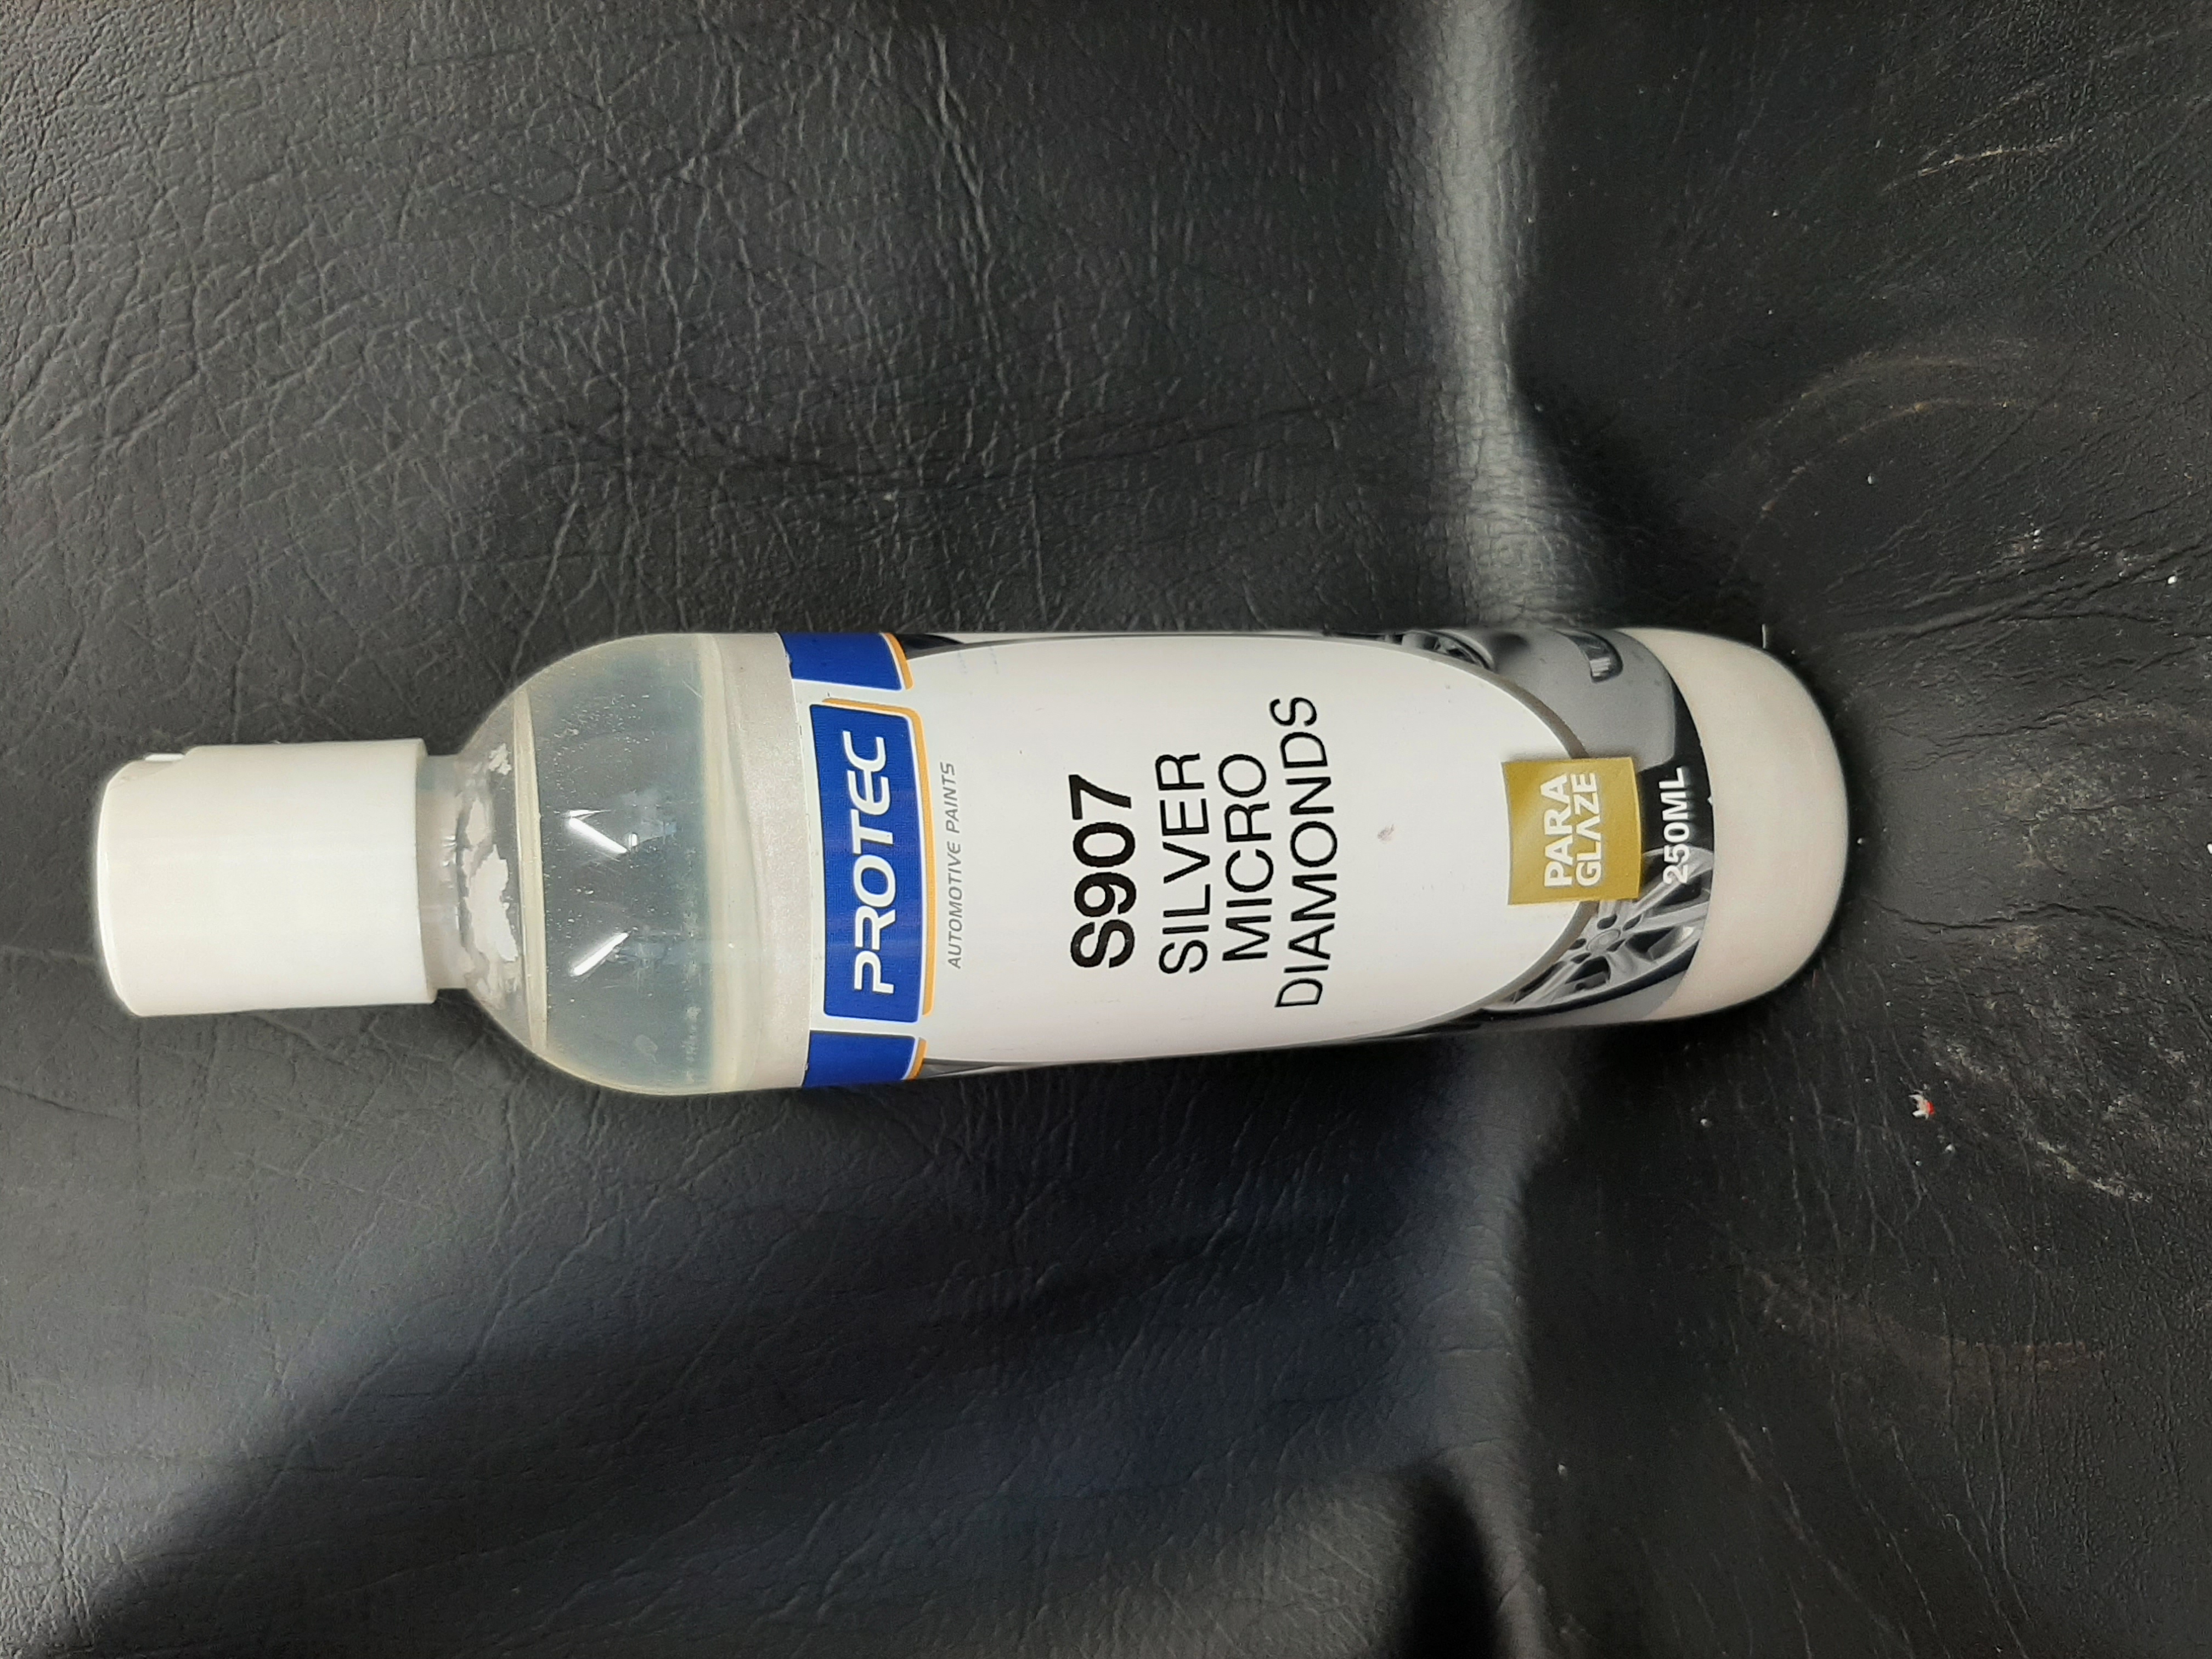 PROTEC
AUTOMOTIVE PAINTS
S907
SILVER
MICRO
DIAMONDS
PARA
GLAZE
250ML